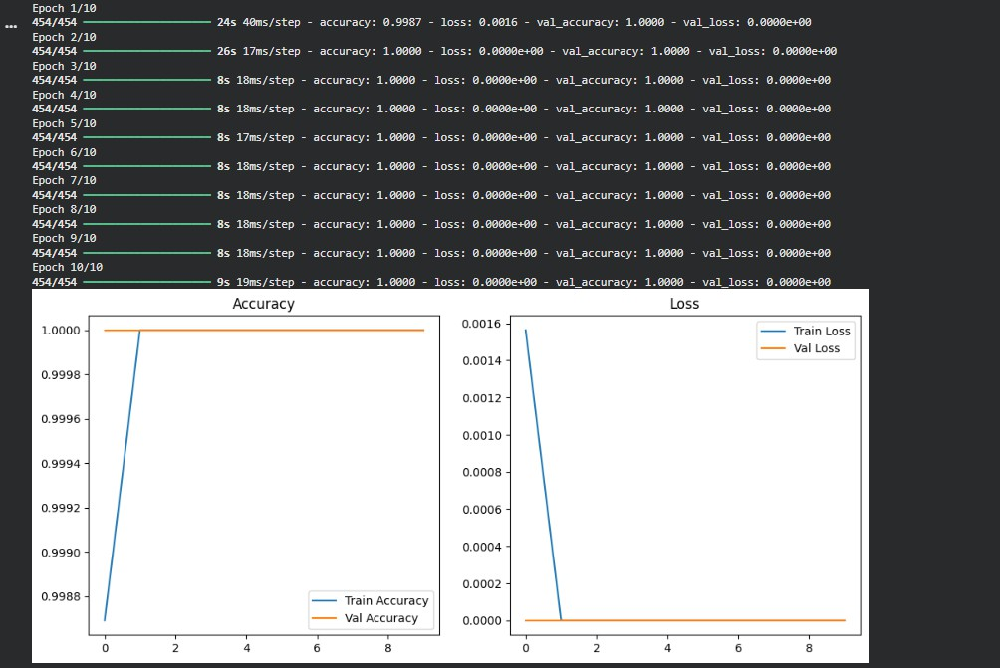 Epoch 1/10
454/454 24s 40ms/step - accuracy: 0.9987 - loss: 0.0016 - val_accuracy: 1.0000 - val_loss: 0.0000e+00
Epoch 2/10
454/454 26s 17ms/step - accuracy: 1.0000 - loss: 0.0000e+00 - val_accuracy: 1.0000 - val_loss: 0.0000e+00
Epoch 3/10
454/454 8s 18ms/step - accuracy: 1.0000 - loss: 0.0000e+00 - val_accuracy: 1.0000 - val_loss: 0.0000e+00
Epoch 4/10
454/454 8s 18ms/step - accuracy: 1.0000 - loss: 0.0000e+00 - val_accuracy: 1.0000 - val_loss: 0.0000e+00
Epoch 5/10
454/454 8s 17ms/step - accuracy: 1.0000 - loss: 0.0000e+00 - val_accuracy: 1.0000 - val_loss: 0.0000e+00
Epoch 6/10
454/454 8s 18ms/step - accuracy: 1.0000 - loss: 0.0000e+00 - val_accuracy: 1.0000 - val_loss: 0.0000e+00
Epoch 7/10
454/454 8s 18ms/step - accuracy: 1.0000 - loss: 0.0000e+00 - val_accuracy: 1.0000 - val_loss: 0.0000e+00
Epoch 8/10
454/454 8s 18ms/step - accuracy: 1.0000 - loss: 0.0000e+00 - val_accuracy: 1.0000 - val_loss: 0.0000e+00
Epoch 9/10
454/454 8s 18ms/step - accuracy: 1.0000 - loss: 0.0000e+00 - val_accuracy: 1.0000 - val_loss: 0.0000e+00
Epoch 10/10
454/454 9s 19ms/step - accuracy: 1.0000 - loss: 0.0000e+00 - val_accuracy: 1.0000 - val_loss: 0.0000e+00
Accuracy
1.0000
0.9998
0.9996
0.9994
0.9992
0.9990
0.9988
Train Accuracy
Val Accuracy
0 2 4 6 8
Loss
0.0016
0.0014
0.0012
0.0010
0.0008
0.0006
0.0004
0.0002
0.0000
Train Loss
Val Loss
0 2 4 6 8